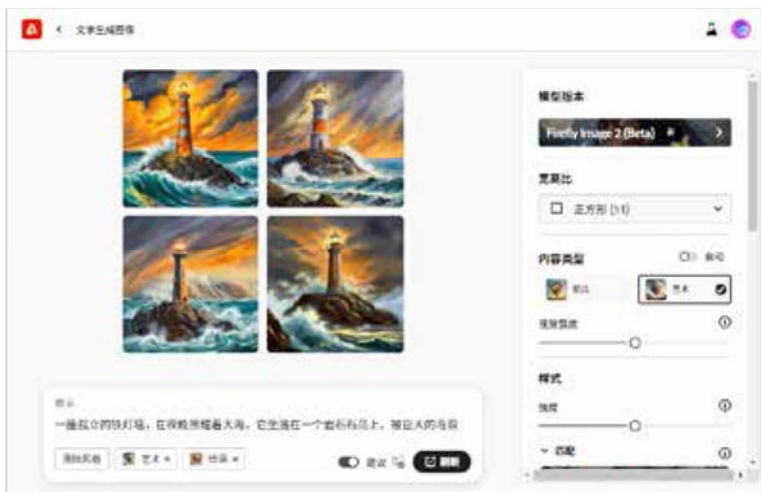 文本生成图像
模型版本
Firefly Image 2 (Beta) 新
宽高比
正方形 (1:1)
内容类型
自动
照片
艺术
视觉强度
样式
强度
匹配
提示
一座孤立的铁灯塔，在夜晚照耀着大海，它坐落在一个岩石岛上，被巨大的海浪
清除风格
艺术 ×
建议
刷新